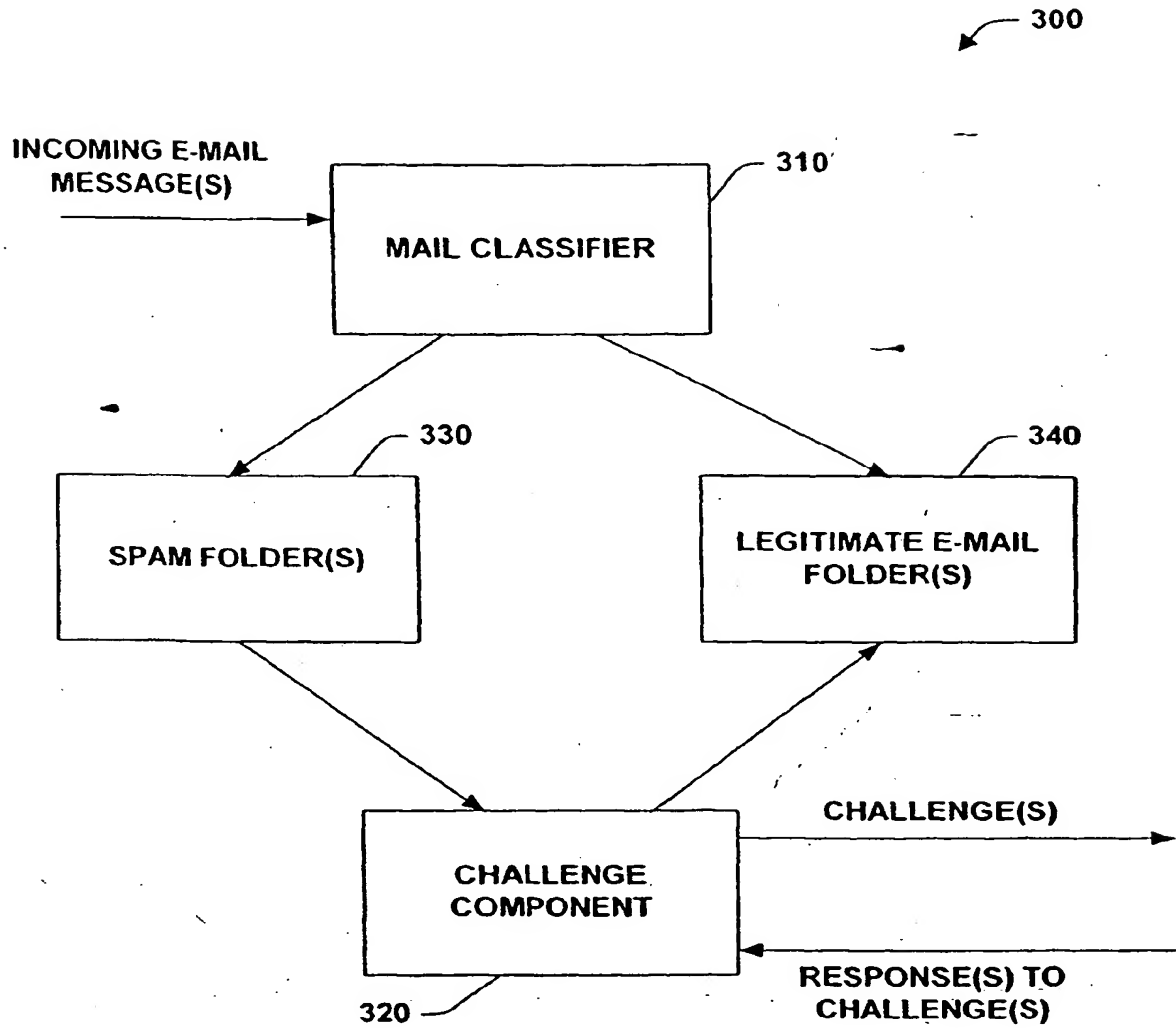 300
INCOMING E-MAIL
MESSAGE(S)
310
MAIL CLASSIFIER
330
340
SPAM FOLDER(S)
LEGITIMATE E-MAIL
FOLDER(S)
CHALLENGE(S)
CHALLENGE
COMPONENT
RESPONSE(S) TO
CHALLENGE(S)
320